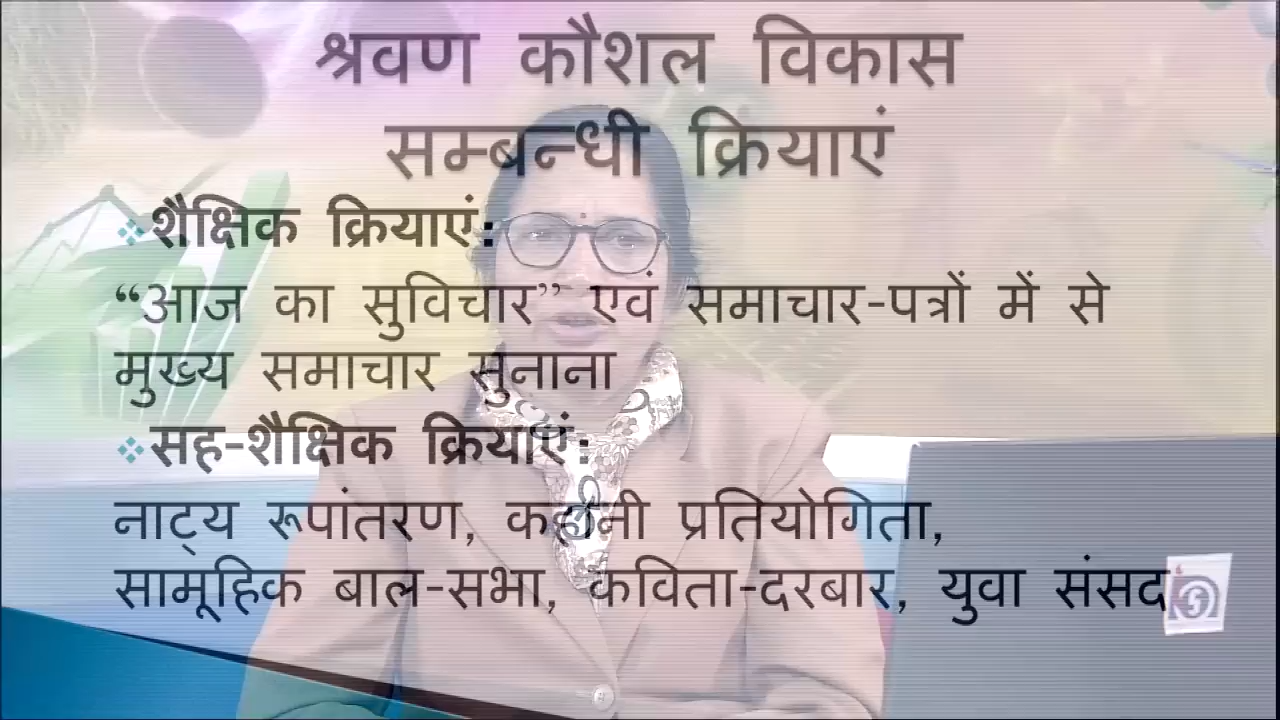 श्रवण कौशल विकास
सम्बन्धी क्रियाएं
❖शैक्षिक क्रियाएं:
“आज का सुविचार” एवं समाचार-पत्रों में से
मुख्य समाचार सुनाना
❖सह-शैक्षिक क्रियाएं:
नाट्य रूपांतरण, कहानी प्रतियोगिता,
सामूहिक बाल-सभा, कविता-दरबार, युवा संसद